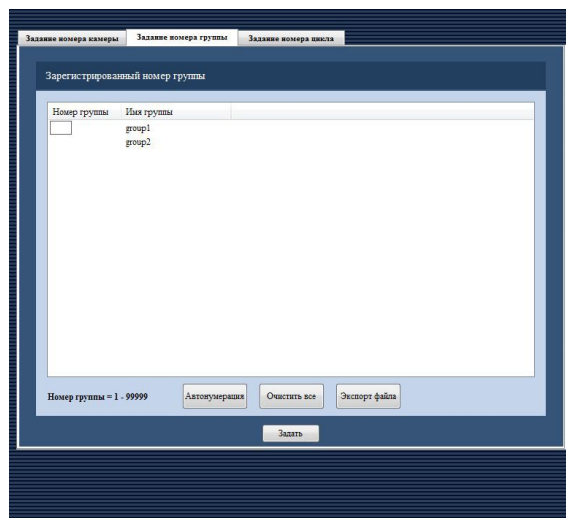 Задание номера камеры Задание номера группы Задание номера цикла
Зарегистрированный номер группы
Номер группы Имя группы
group1
group2
Номер группы = 1 - 99999 Автонумерация Очистить все Экспорт файла
Задать